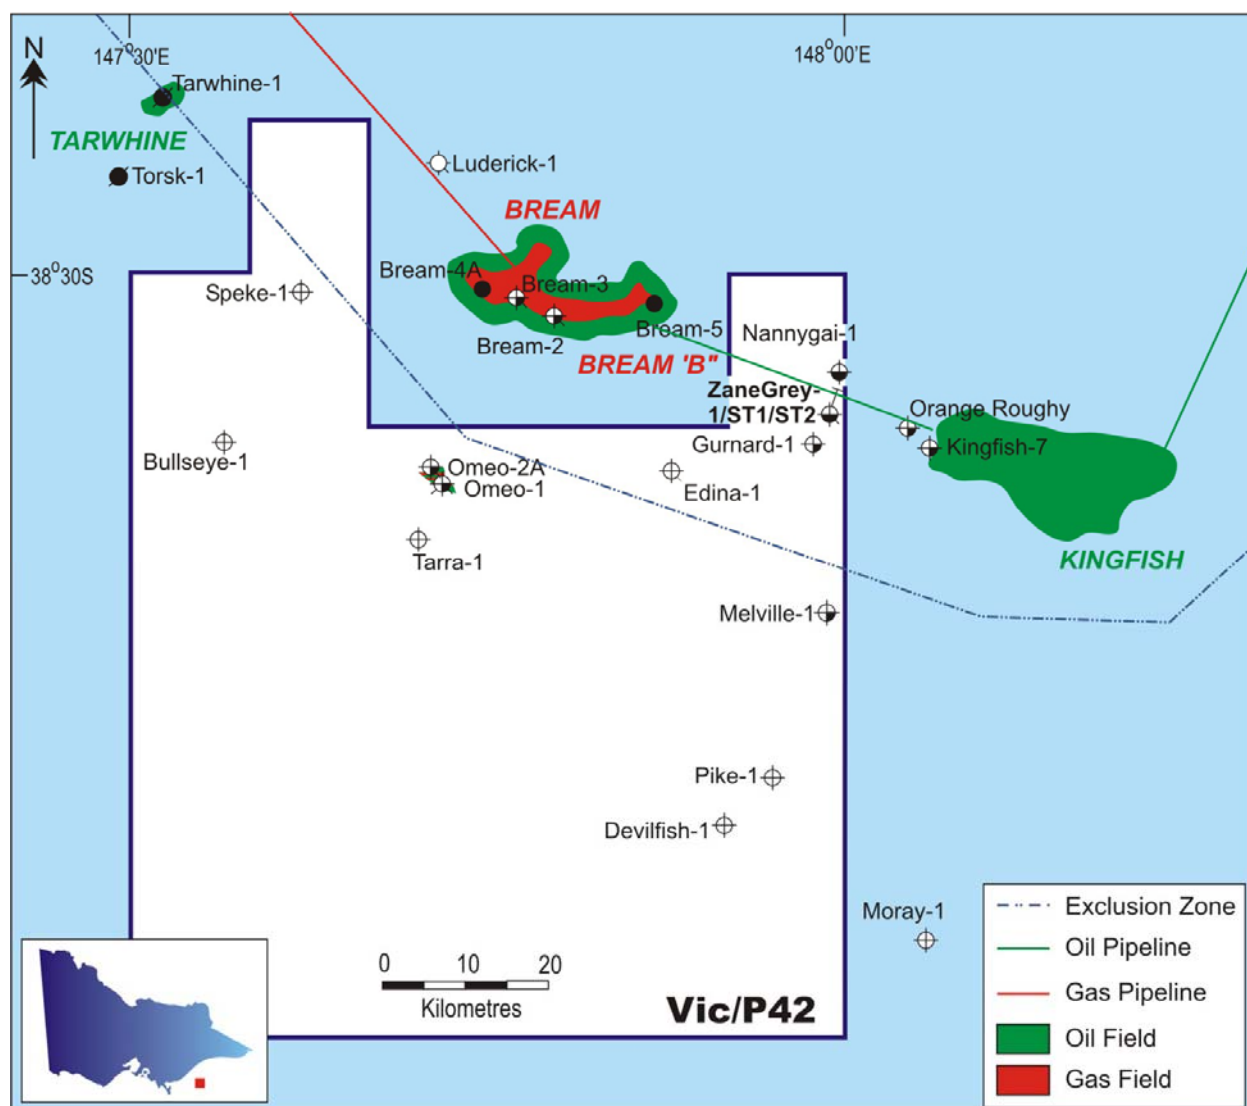 N
147°30'E
148°00'E
Tarwhine-1
TARWHINE
Torsk-1
Luderick-1
BREAM
38°30S
Bream-4A
Bream-3
Speke-1
Bream-5
Nannygai-1
Bream-2
BREAM 'B"
ZaneGrey-
1/ST1/ST2
Orange Roughy
Gurnard-1
Kingfish-7
Bullseye-1
Omeo-2A
Omeo-1
Edina-1
Tarra-1
KINGFISH
Melville-1
Pike-1
Devilfish-1
Moray-1
Exclusion Zone
Oil Pipeline
Gas Pipeline
Oil Field
Gas Field
0 10 20
Kilometres
Vic/P42